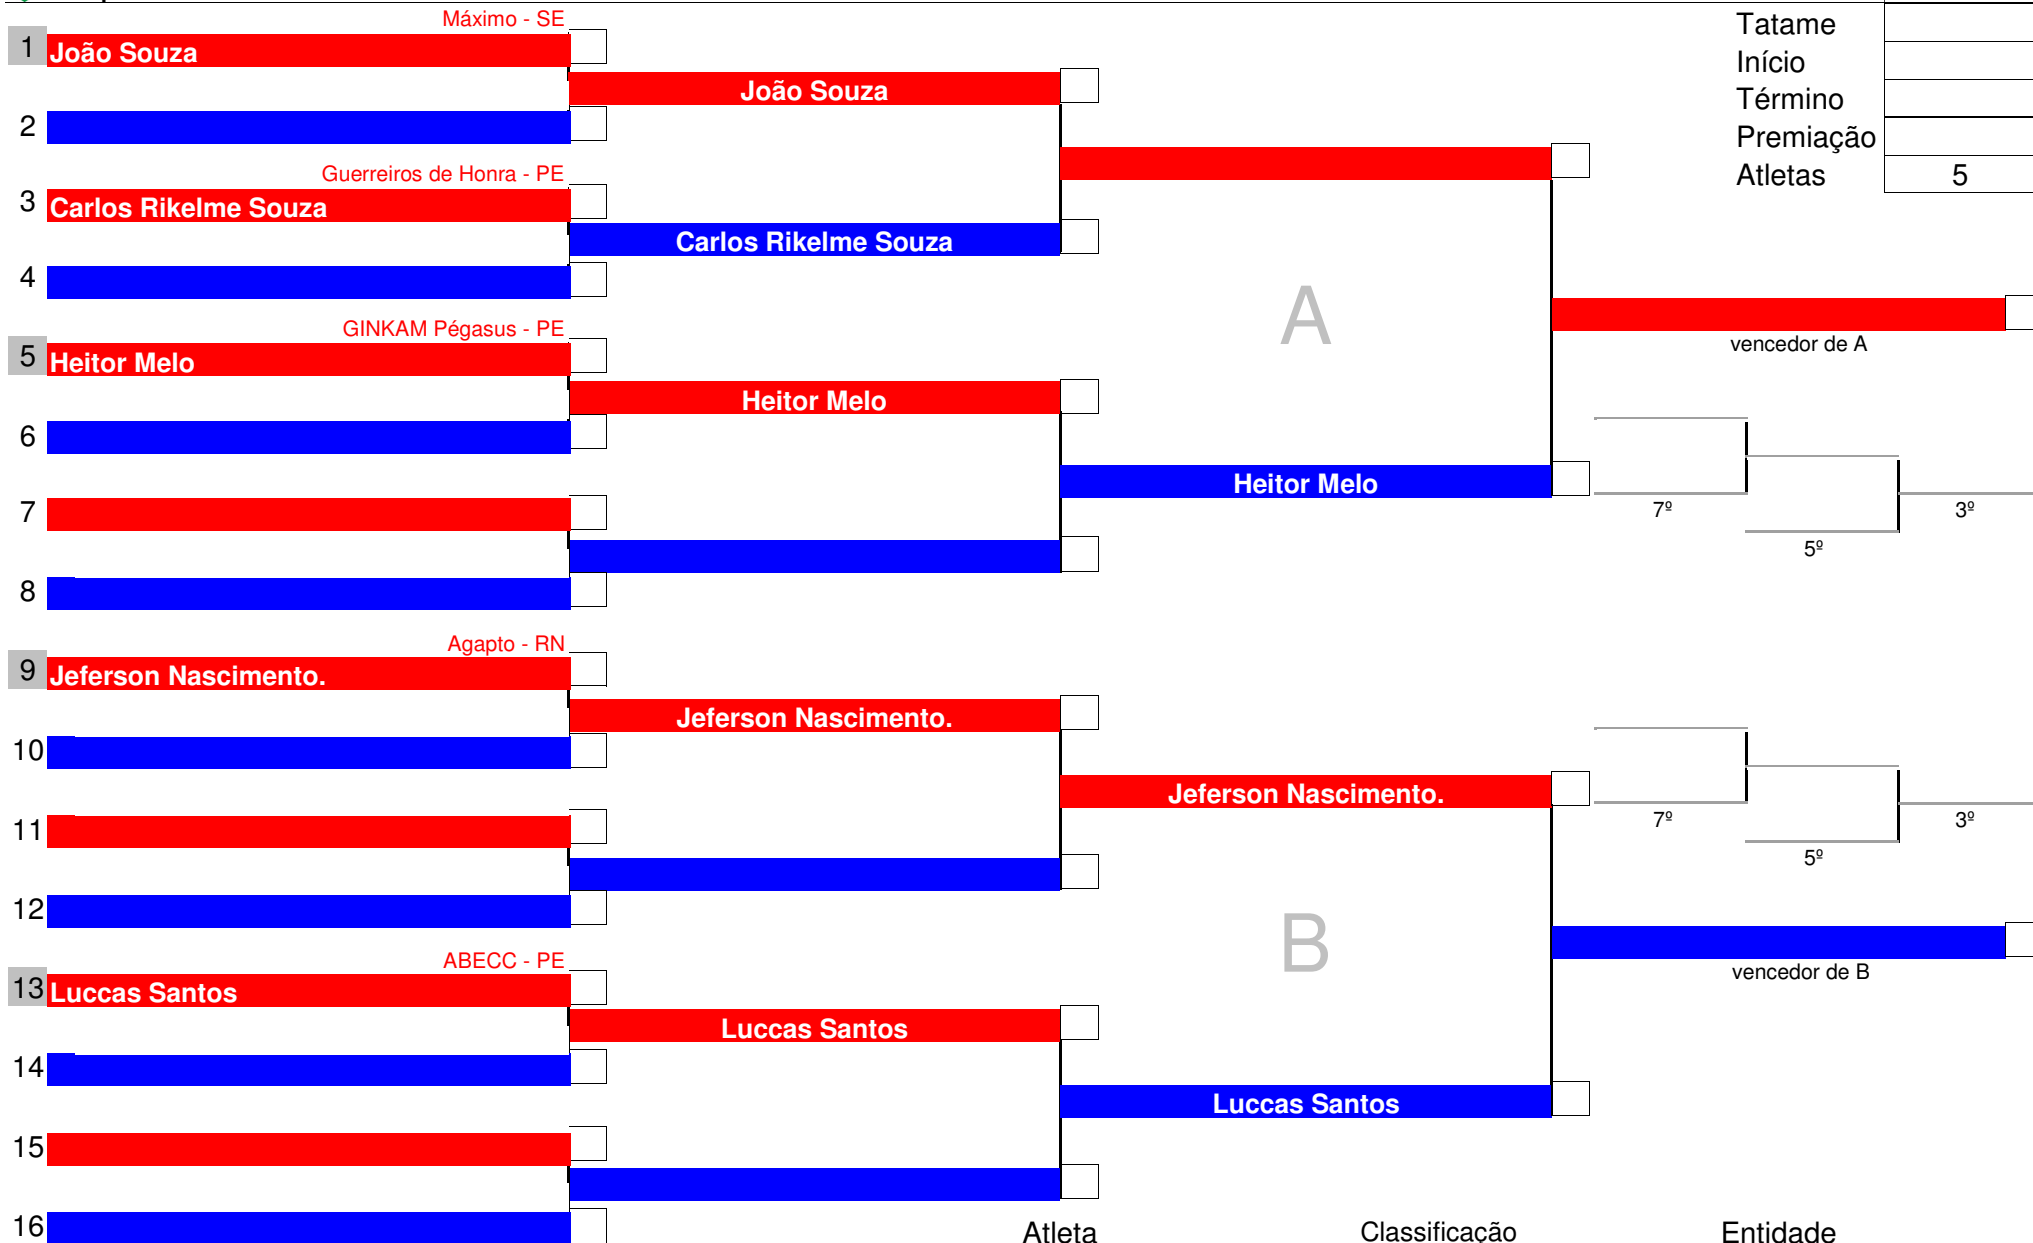 Máximo - SE
1 João Souza
João Souza
2
Guerreiros de Honra - PE
3 Carlos Rikelme Souza
Carlos Rikelme Souza
4
GINKAM Pégasus - PE
5 Heitor Melo
Heitor Melo
6
Heitor Melo
7
8
A
Tatame
Início
Término
Premiação
Atletas 5
vencedor de A
7º
3º
5º
Agapto - RN
9 Jeferson Nascimento.
Jeferson Nascimento.
10
Jeferson Nascimento.
11
12
B
ABECC - PE
13 Luccas Santos
Luccas Santos
14
Luccas Santos
15
16
7º
3º
5º
vencedor de B
Atleta Classificação Entidade